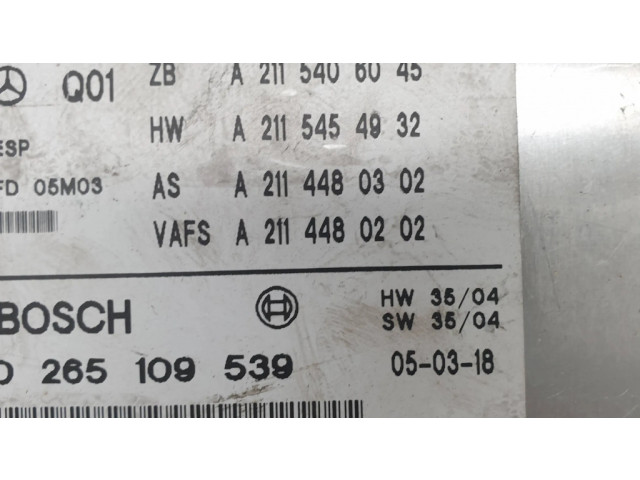 Q01 ZB A 211 540 60 45
HW A 211 545 49 32
ESP
FD 05M03 AS A 211 448 03 02
VAFS A 211 448 02 02
BOSCH HW 35/04
SW 35/04
0 265 109 539 05-03-18